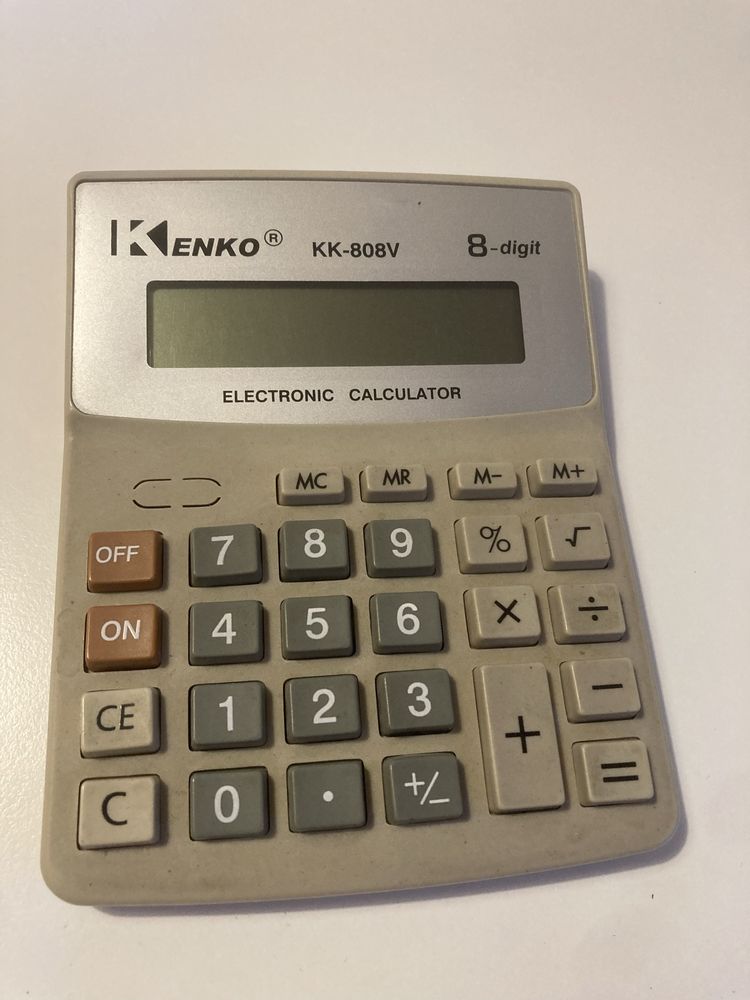 KENKO® KK-808V 8-digit
ELECTRONIC CALCULATOR
MC MR M− M+
OFF 7 8 9 % √
ON 4 5 6 × ÷
CE 1 2 3 + −
C 0 . +/− =